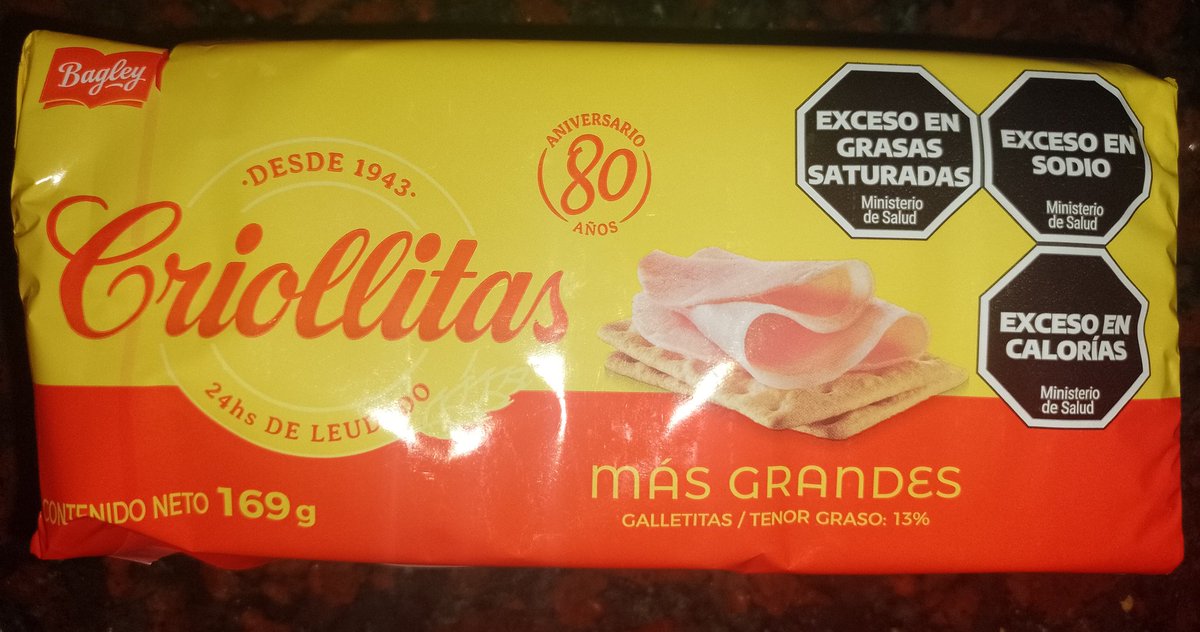 Bagley
·DESDE 1943·
Criollitas
24hs DE LEUDADO
CONTENIDO NETO 169 g
ANIVERSARIO
80
AÑOS
MÁS GRANDES
GALLETITAS / TENOR GRASO: 13%
EXCESO EN
GRASAS
SATURADAS
Ministerio
de Salud
EXCESO EN
SODIO
Ministerio
de Salud
EXCESO EN
CALORÍAS
Ministerio
de Salud